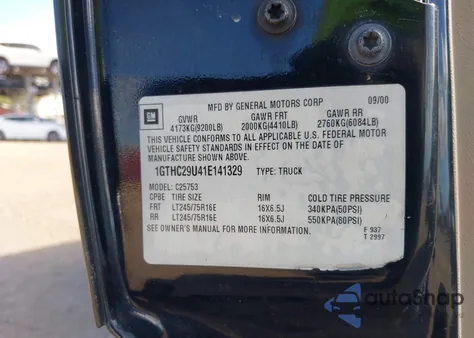 MFD BY GENERAL MOTORS CORP 09/00
GM
GVWR GAWR FRT GAWR RR
4173KG(9200LB) 2000KG(4410LB) 2760KG(6084LB)
THIS VEHICLE CONFORMS TO ALL APPLICABLE U.S. FEDERAL MOTOR
VEHICLE SAFETY STANDARDS IN EFFECT ON THE DATE OF
MANUFACTURE SHOWN ABOVE.
1GTHC29U41E141329 TYPE: TRUCK
C25753
CPBE TIRE SIZE RIM COLD TIRE PRESSURE
FRT LT245/75R16E 16X6.5J 340KPA(50PSI)
RR LT245/75R16E 16X6.5J 550KPA(80PSI)
SEE OWNER'S MANUAL FOR MORE INFORMATION.
F 937
T 2997
autoSnap